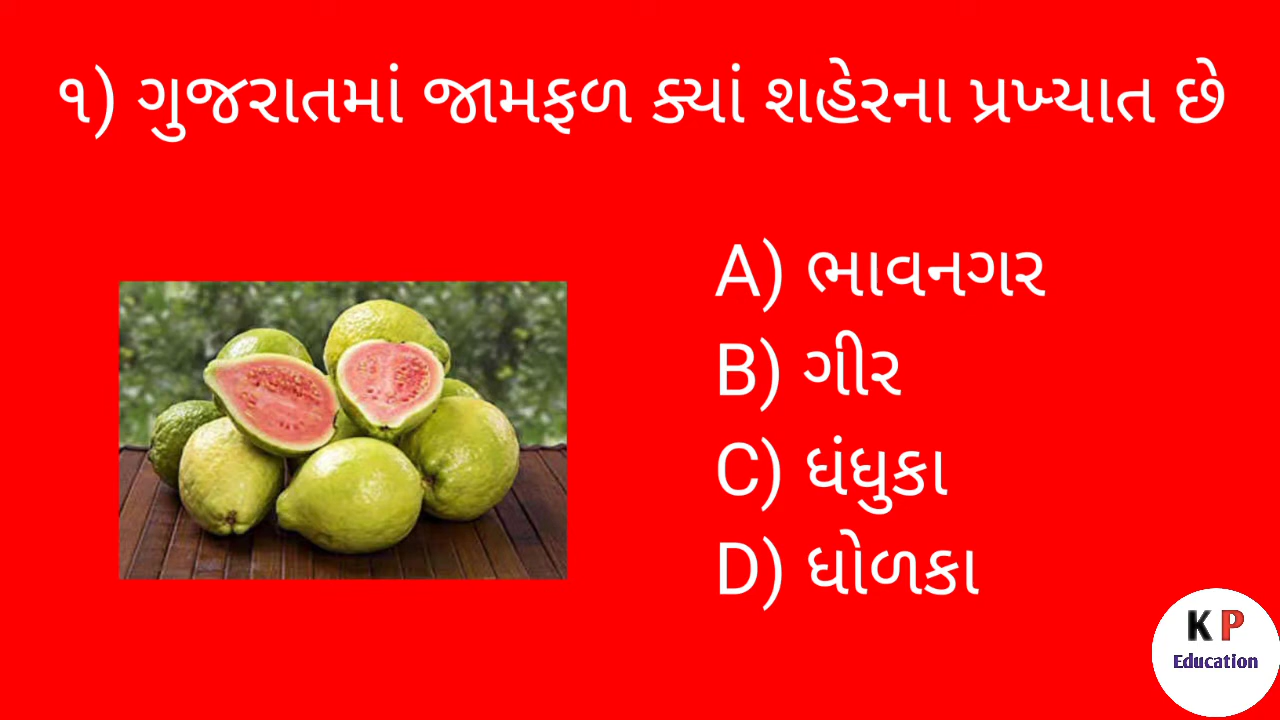 ૧) ગુજરાતમાં જામફળ ક્યાં શહેરના પ્રખ્યાત છે
A) ભાવનગર
B) ગીર
C) ધંધુકા
D) ધોળકા
K P
Education